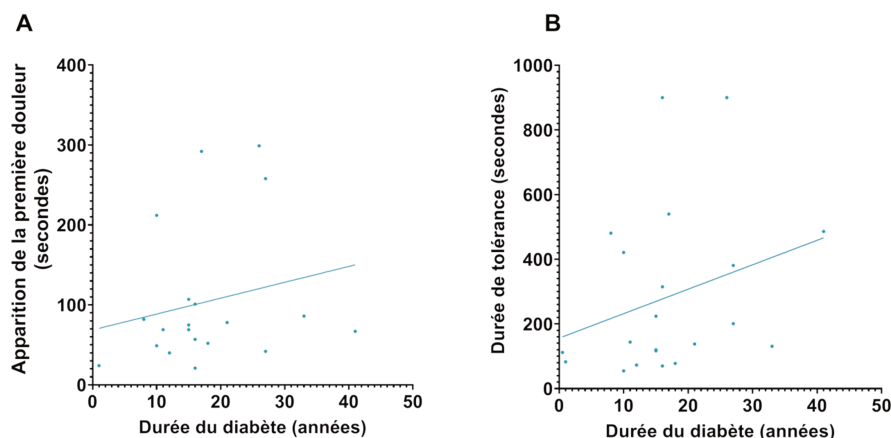 A
Apparition de la première douleur
(secondes)
400
300
200
100
0
0 10 20 30 40 50
Durée du diabète (années)
B
Durée de tolérance (secondes)
1000
800
600
400
200
0
0 10 20 30 40 50
Durée du diabète (années)